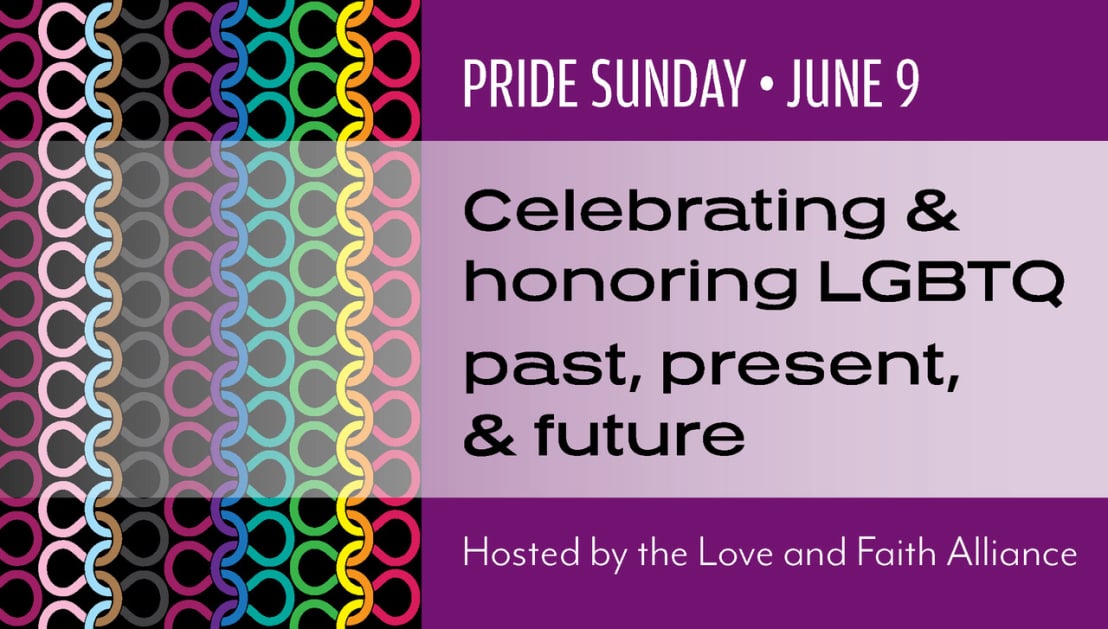 PRIDE SUNDAY • JUNE 9
Celebrating &
honoring LGBTQ
past, present,
& future
Hosted by the Love and Faith Alliance